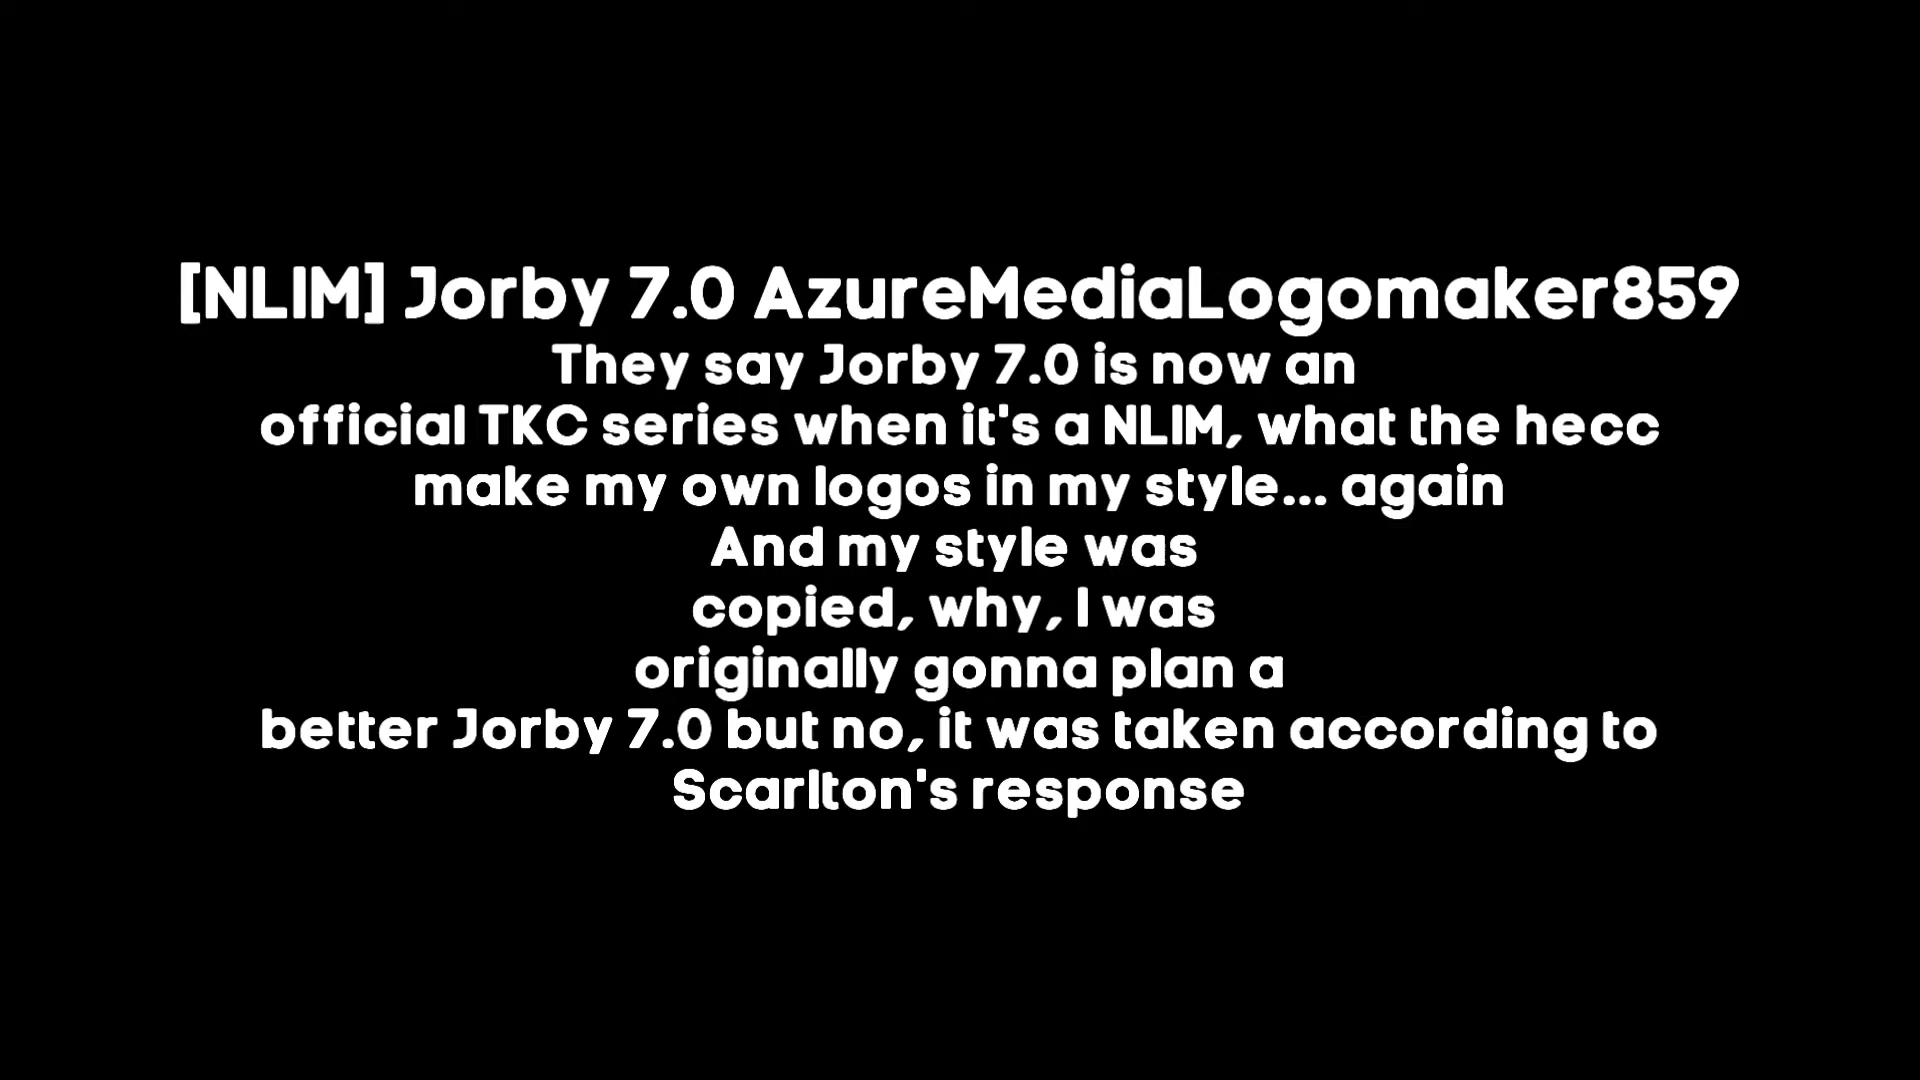 [NLIM] Jorby 7.0 AzureMediaLogomaker859
They say Jorby 7.0 is now an
official TKC series when it's a NLIM, what the hecc
make my own logos in my style... again
And my style was
copied, why, I was
originally gonna plan a
better Jorby 7.0 but no, it was taken according to
Scarlton's response